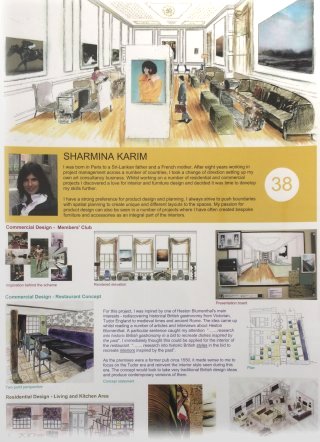 SHARMINA KARIM
I was born in Paris to a Sri-Lankan father and a French mother. After eight years working in
project management across a number of countries, I took a change of direction setting up my
own art consultancy business. Whilst working on a number of residential and commercial
projects I discovered a love for interior and furniture design and decided it was time to develop
my skills further.
I have a strong preference for product design and planning. I always strive to push boundaries
with spatial planning to create unique and different layouts to the spaces. My passion for
product design can also be seen in a number of projects where I have often created bespoke
furniture and accessories as an integral part of the interiors.
38
Commercial Design - Members' Club
Inspiration behind the scheme
Rendered elevation
Presentation board
Commercial Design - Restaurant Concept
For this project, I was inpired by one of Heston Blumenthal's main
interests - rediscovering historical British gastronomy from Victorian,
Tudor England to medieval times and ancient Rome. The idea came up
whilst reading a number of articles and interviews about Heston
Blumenthal. A particular sentence caught my attention: "... research
into historic British gastronomy in a bid to recreate dishes inspired by
the past". I immediately thought this could be applied for the interior of
the restaurant: "... research into historic British styles in the bid to
recreate interiors inspired by the past".
As the premises were a former pub circa 1550, it made sense to me to
focus on the Tudor era and reinvent the interior style seen during this
era. The concept would look to take very traditional British design ideas
and produce contemporary versions of them.
Concept statement
Two point perspective
Plan
Residential Design - Living and Kitchen Area